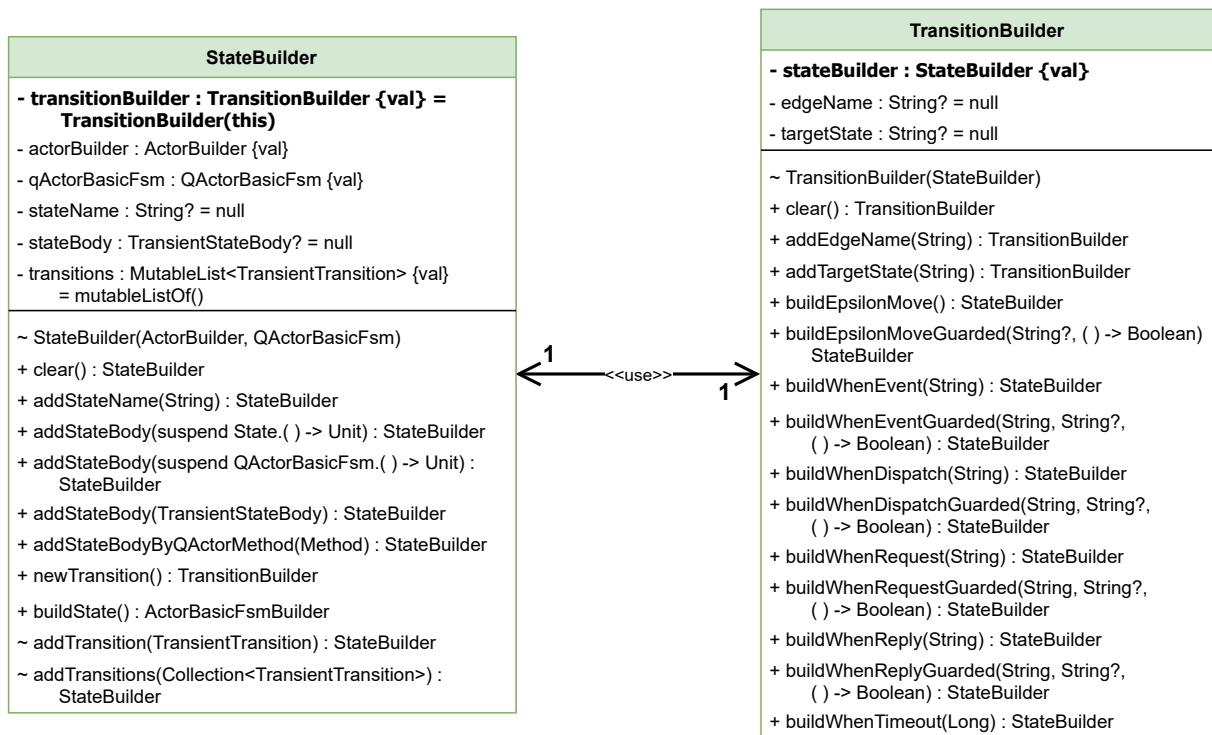 StateBuilder
- transitionBuilder : TransitionBuilder {val} =
TransitionBuilder(this)
- actorBuilder : ActorBuilder {val}
- qActorBasicFsm : QActorBasicFsm {val}
- stateName : String? = null
- stateBody : TransientStateBody? = null
- transitions : MutableList<TransientTransition> {val}
= mutableListOf()
~ StateBuilder(ActorBuilder, QActorBasicFsm)
+ clear() : StateBuilder
+ addStateName(String) : StateBuilder
+ addStateBody(suspend State.( ) -> Unit) : StateBuilder
+ addStateBody(suspend QActorBasicFsm.( ) -> Unit) :
StateBuilder
+ addStateBody(TransientStateBody) : StateBuilder
+ addStateBodyByQActorMethod(Method) : StateBuilder
+ newTransition() : TransitionBuilder
+ buildState() : ActorBasicFsmBuilder
~ addTransition(TransientTransition) : StateBuilder
~ addTransitions(Collection<TransientTransition>) :
StateBuilder
1
<<use>>
1
TransitionBuilder
- stateBuilder : StateBuilder {val}
- edgeName : String? = null
- targetState : String? = null
~ TransitionBuilder(StateBuilder)
+ clear() : TransitionBuilder
+ addEdgeName(String) : TransitionBuilder
+ addTargetState(String) : TransitionBuilder
+ buildEpsilonMove() : StateBuilder
+ buildEpsilonMoveGuarded(String?, ( ) -> Boolean)
StateBuilder
+ buildWhenEvent(String) : StateBuilder
+ buildWhenEventGuarded(String, String?,
( ) -> Boolean) : StateBuilder
+ buildWhenDispatch(String) : StateBuilder
+ buildWhenDispatchGuarded(String, String?,
( ) -> Boolean) : StateBuilder
+ buildWhenRequest(String) : StateBuilder
+ buildWhenRequestGuarded(String, String?,
( ) -> Boolean) : StateBuilder
+ buildWhenReply(String) : StateBuilder
+ buildWhenReplyGuarded(String, String?,
( ) -> Boolean) : StateBuilder
+ buildWhenTimeout(Long) : StateBuilder